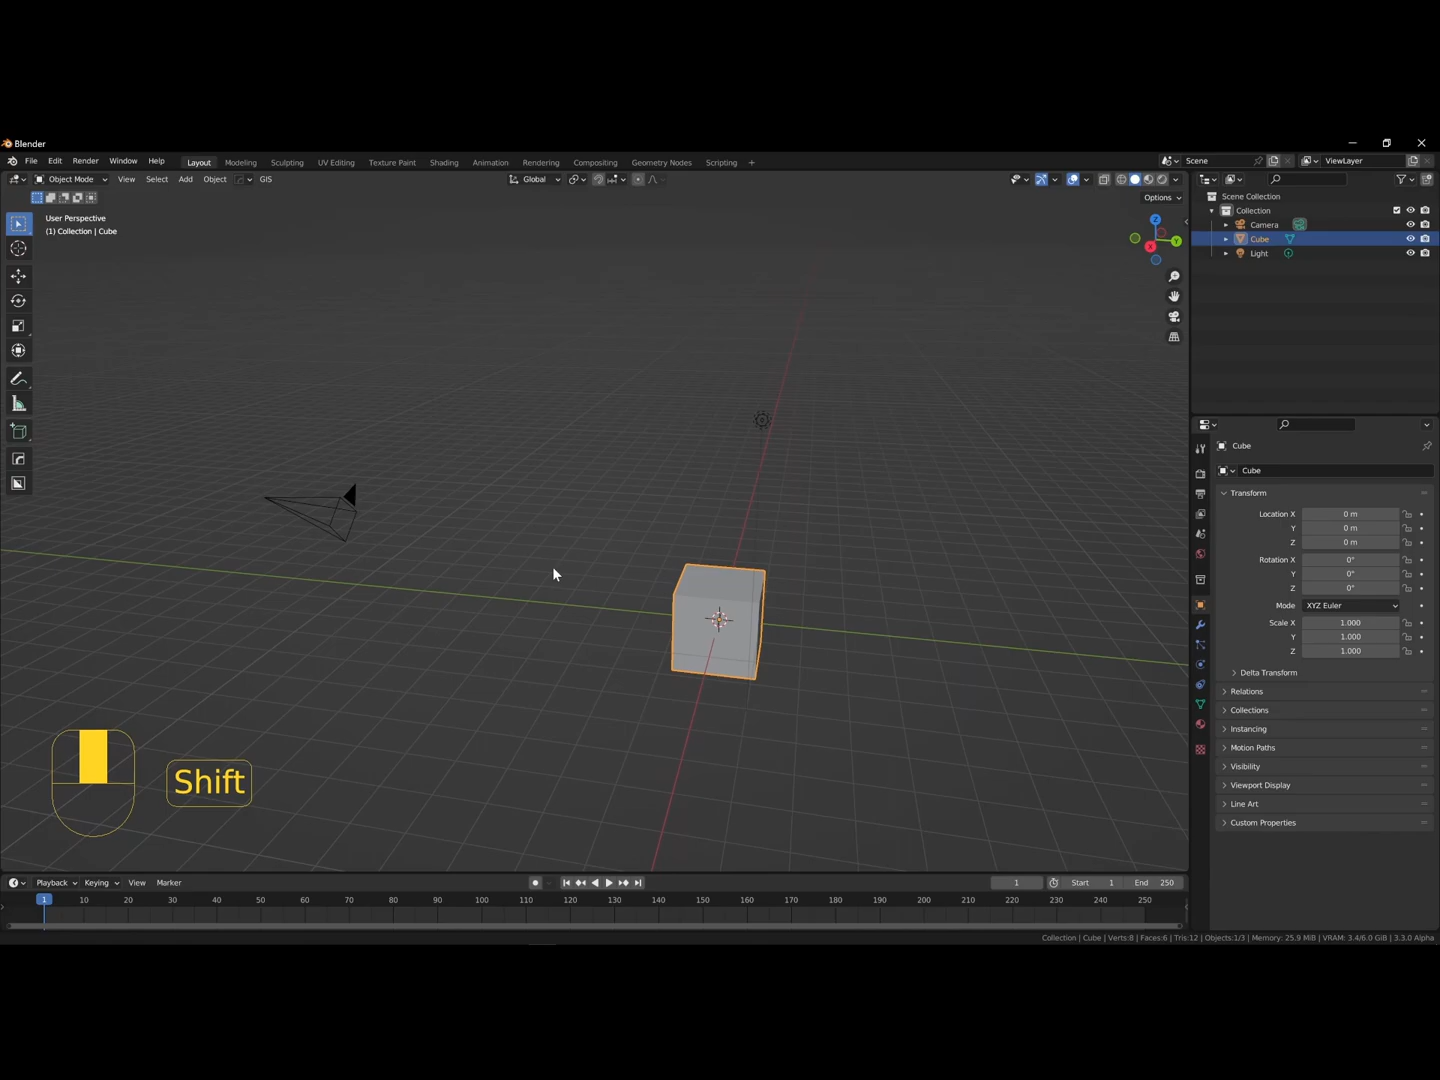 Blender
File Edit Render Window Help Layout Modeling Sculpting UV Editing Texture Paint Shading Animation Rendering Compositing Geometry Nodes Scripting + Scene ViewLayer
Object Mode View Select Add Object GIS Global
Options
User Perspective
(1) Collection | Cube
Z
Y
X
Scene Collection
Collection
Camera
Cube
Light
Cube
Cube
Transform
Location X 0 m
Y 0 m
Z 0 m
Rotation X 0°
Y 0°
Z 0°
Mode XYZ Euler
Scale X 1.000
Y 1.000
Z 1.000
Delta Transform
Relations
Collections
Instancing
Motion Paths
Visibility
Viewport Display
Line Art
Custom Properties
Shift
Playback Keying View Marker 1 Start 1 End 250
1 10 20 30 40 50 60 70 80 90 100 110 120 130 140 150 160 170 180 190 200 210 220 230 240 250
Collection | Cube | Verts:8 | Faces:6 | Tris:12 | Objects:1/3 | Memory: 25.9 MiB | VRAM: 3.4/6.0 GiB | 3.3.0 Alpha